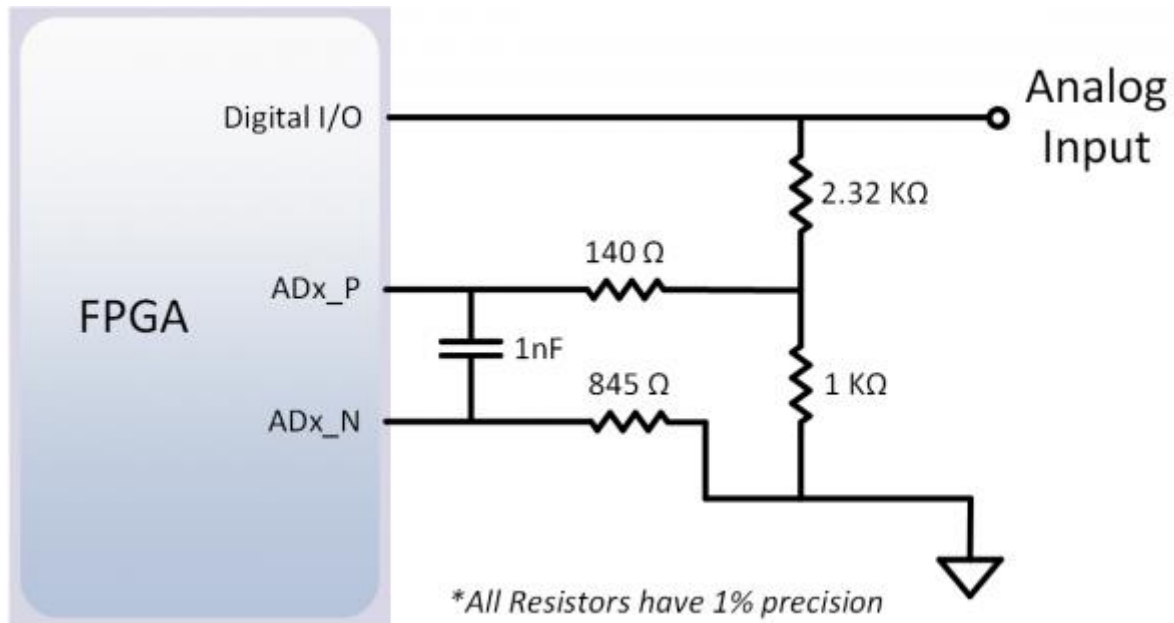 Analog
Input
Digital I/O
2.32 KΩ
140 Ω
ADx_P
FPGA
1nF
845 Ω
1 KΩ
ADx_N
*All Resistors have 1% precision